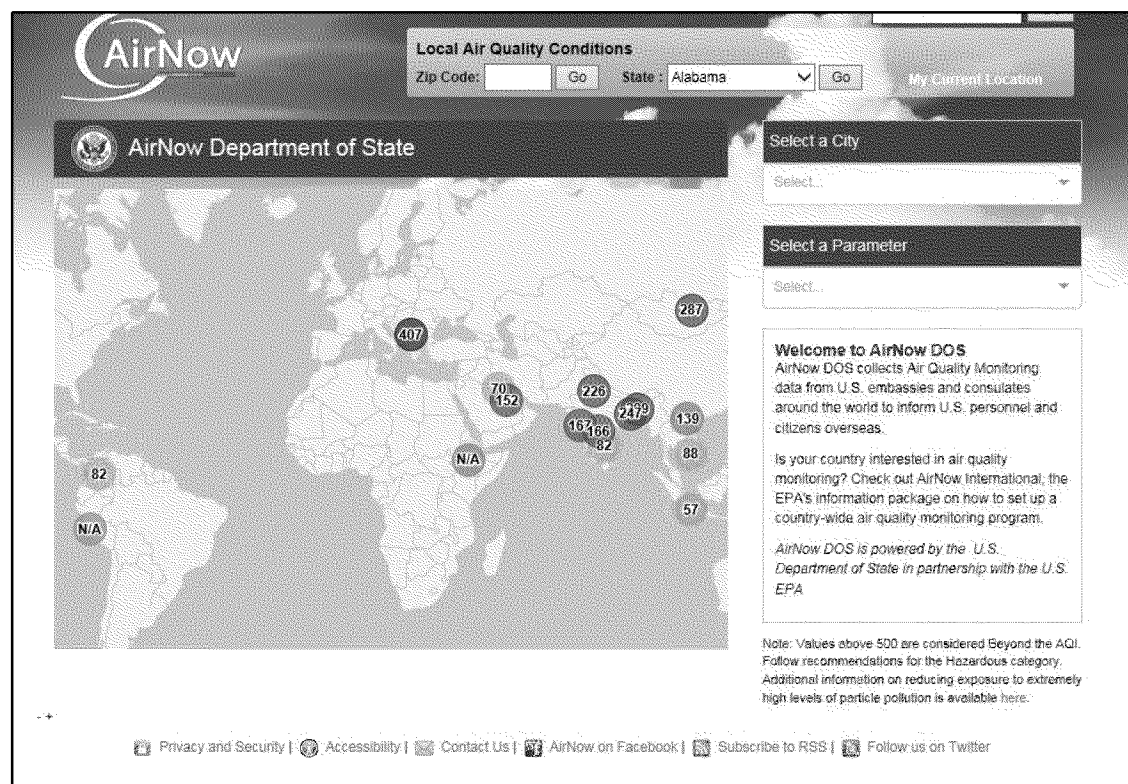 AirNow
Local Air Quality Conditions
Zip Code: Go State : Alabama Go My Current Location
AirNow Department of State
Select a City
Select...
Select a Parameter
Select...
287
407
70
152
226
247
167
166
82
139
88
57
N/A
82
N/A
Welcome to AirNow DOS
AirNow DOS collects Air Quality Monitoring
data from U.S. embassies and consulates
around the world to inform U.S. personnel and
citizens overseas.
Is your country interested in air quality
monitoring? Check out AirNow International, the
EPA's information package on how to set up a
country-wide air quality monitoring program.
AirNow DOS is powered by the U.S.
Department of State in partnership with the U.S.
EPA
Note: Values above 500 are considered Beyond the AQI.
Follow recommendations for the Hazardous category.
Additional information on reducing exposure to extremely
high levels of particle pollution is available here.
- +
Privacy and Security | Accessibility | Contact Us | AirNow on Facebook | Subscribe to RSS | Follow us on Twitter